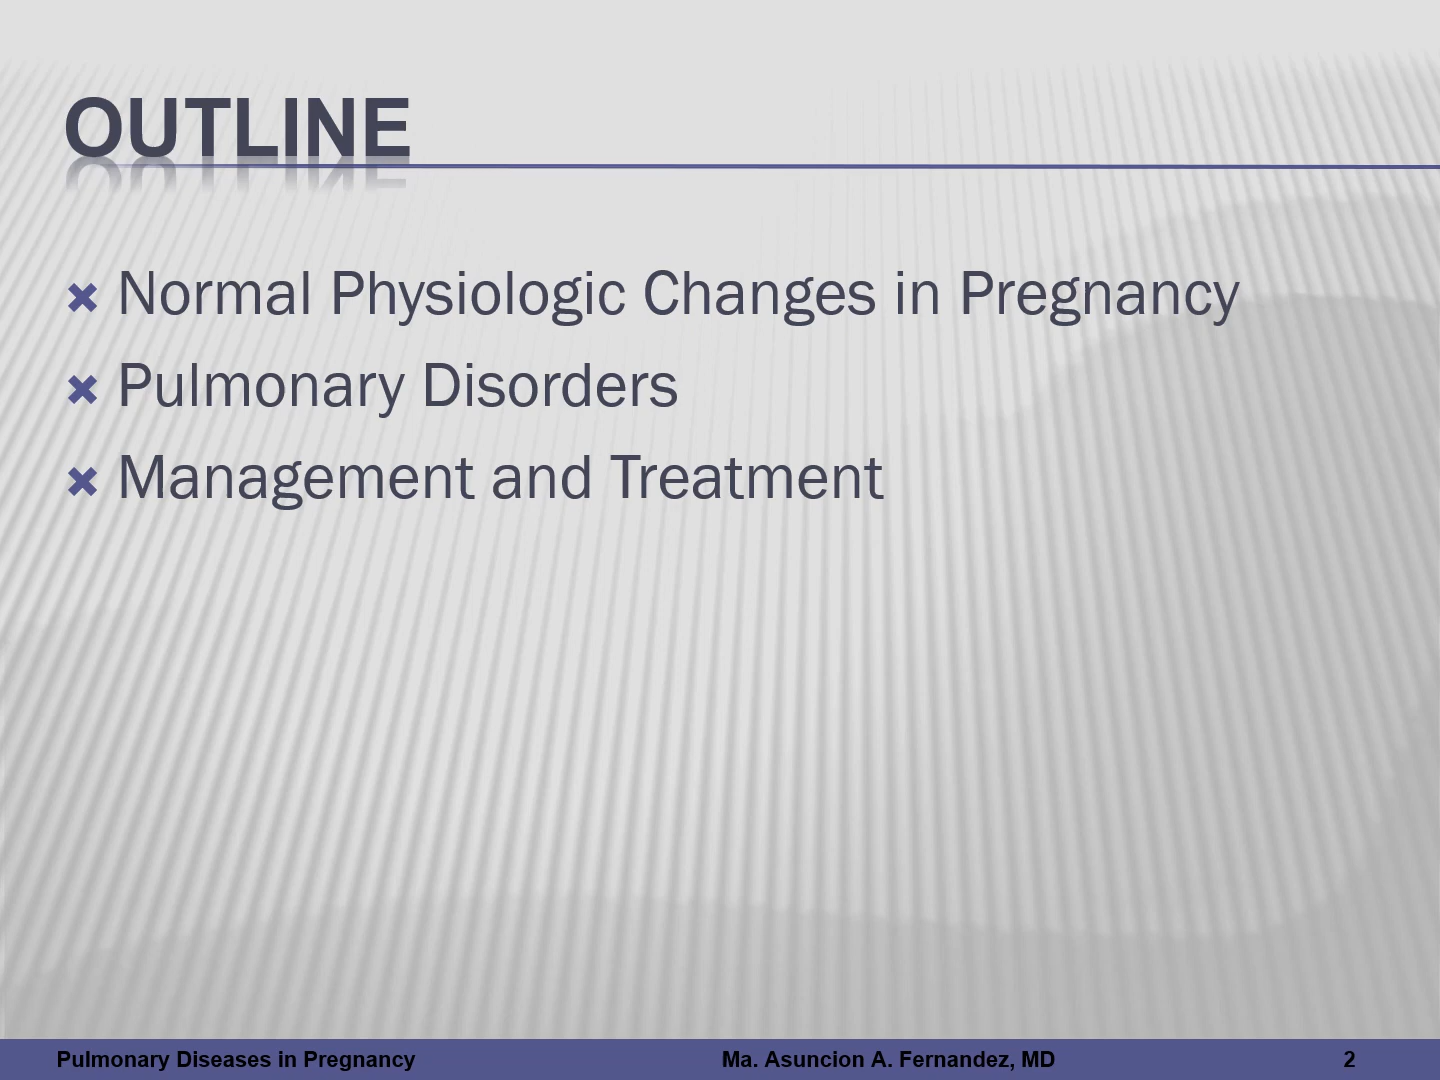 OUTLINE
Normal Physiologic Changes in Pregnancy
Pulmonary Disorders
Management and Treatment
Pulmonary Diseases in Pregnancy Ma. Asuncion A. Fernandez, MD 2